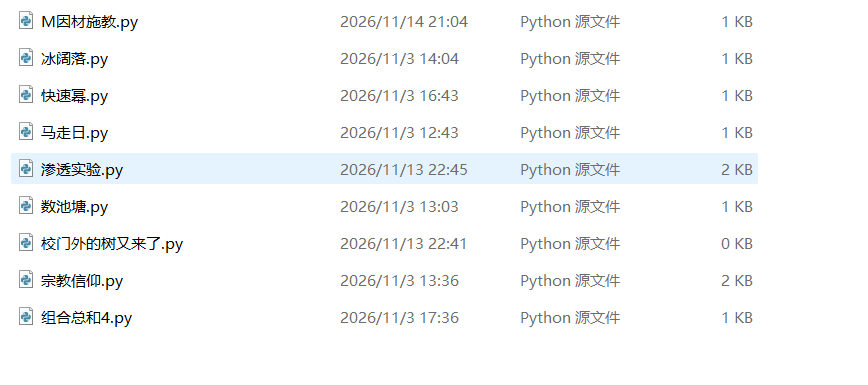 M因材施教.py 2026/11/14 21:04 Python 源文件 1 KB
冰阔落.py 2026/11/3 14:04 Python 源文件 1 KB
快速幂.py 2026/11/3 16:43 Python 源文件 1 KB
马走日.py 2026/11/3 12:43 Python 源文件 1 KB
渗透实验.py 2026/11/13 22:45 Python 源文件 2 KB
数池塘.py 2026/11/3 13:03 Python 源文件 1 KB
校门外的树又来了.py 2026/11/13 22:41 Python 源文件 0 KB
宗教信仰.py 2026/11/3 13:36 Python 源文件 2 KB
组合总和4.py 2026/11/3 17:36 Python 源文件 1 KB